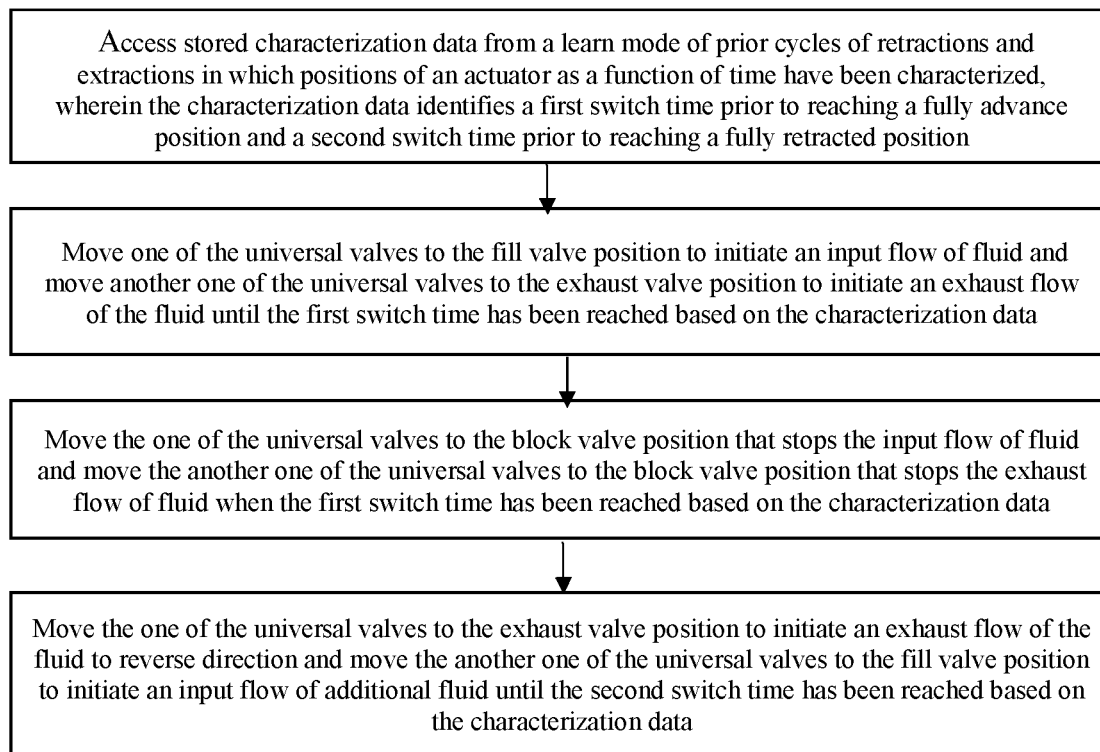 Access stored characterization data from a learn mode of prior cycles of retractions and
extractions in which positions of an actuator as a function of time have been characterized,
wherein the characterization data identifies a first switch time prior to reaching a fully advance
position and a second switch time prior to reaching a fully retracted position
Move one of the universal valves to the fill valve position to initiate an input flow of fluid and
move another one of the universal valves to the exhaust valve position to initiate an exhaust flow
of the fluid until the first switch time has been reached based on the characterization data
Move the one of the universal valves to the block valve position that stops the input flow of fluid
and move the another one of the universal valves to the block valve position that stops the exhaust
flow of fluid when the first switch time has been reached based on the characterization data
Move the one of the universal valves to the exhaust valve position to initiate an exhaust flow of the
fluid to reverse direction and move the another one of the universal valves to the fill valve position
to initiate an input flow of additional fluid until the second switch time has been reached based on
the characterization data